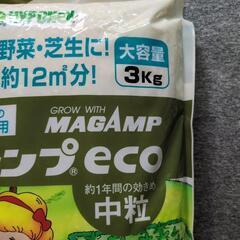 野菜・芝生に!
約12㎡分!
大容量
3Kg
用
GROW WITH
MAGAMP
ンプ® eco
約1年間の効きめ
中粒